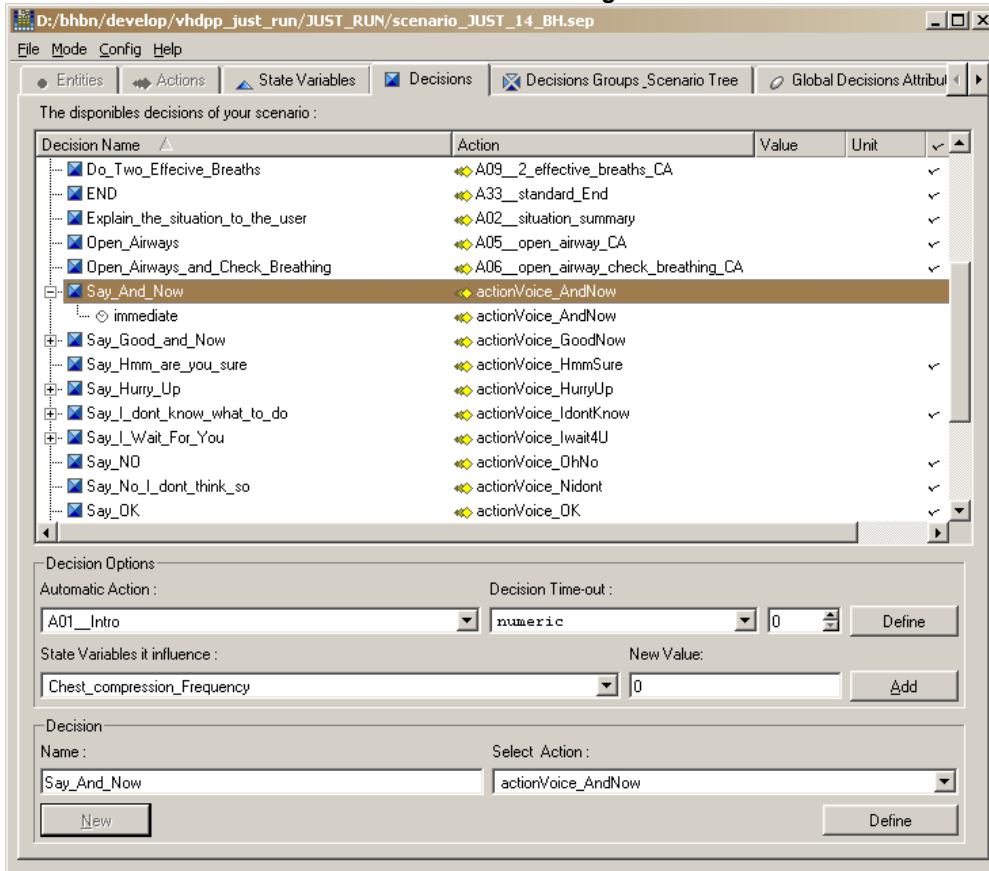 D:/bhbn/develop/vhdpp_just_run/JUST_RUN/scenario_JUST_14_BH.sep
File Mode Config Help
Entities Actions State Variables Decisions Decisions Groups_Scenario Tree Global Decisions Attribut
The disponibles decisions of your scenario :
Decision Name Action Value Unit
Do_Two_Effecive_Breaths A09__2_effective_breaths_CA
END A33__standard_End
Explain_the_situation_to_the_user A02__situation_summary
Open_Airways A05__open_airway_CA
Open_Airways_and_Check_Breathing A06__open_airway_check_breathing_CA
Say_And_Now actionVoice_AndNow
immediate actionVoice_AndNow
Say_Good_and_Now actionVoice_GoodNow
Say_Hmm_are_you_sure actionVoice_HmmSure
Say_Hurry_Up actionVoice_HurryUp
Say_I_dont_know_what_to_do actionVoice_IdontKnow
Say_I_Wait_For_You actionVoice_Iwait4U
Say_NO actionVoice_OhNo
Say_No_I_dont_think_so actionVoice_Nidont
Say_OK actionVoice_OK
Decision Options
Automatic Action : Decision Time-out :
A01__Intro numeric 0 Define
State Variables it influence : New Value:
Chest_compression_Frequency 0 Add
Decision
Name : Select Action :
Say_And_Now actionVoice_AndNow
New Define